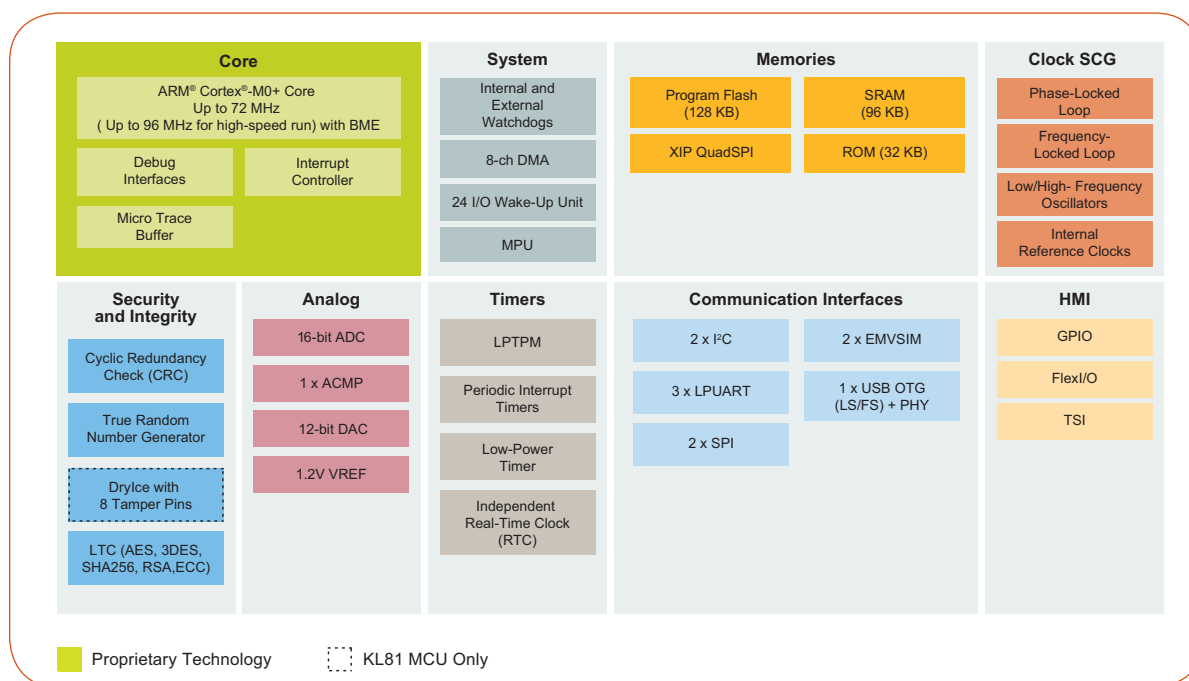 Core
ARM® Cortex®-M0+ Core
Up to 72 MHz
( Up to 96 MHz for high-speed run) with BME
Debug
Interfaces
Interrupt
Controller
Micro Trace
Buffer
System
Internal and
External
Watchdogs
8-ch DMA
24 I/O Wake-Up Unit
MPU
Memories
Program Flash
(128 KB)
SRAM
(96 KB)
XIP QuadSPI
ROM (32 KB)
Clock SCG
Phase-Locked
Loop
Frequency-
Locked Loop
Low/High- Frequency
Oscillators
Internal
Reference Clocks
Security
and Integrity
Cyclic Redundancy
Check (CRC)
True Random
Number Generator
DryIce with
8 Tamper Pins
LTC (AES, 3DES,
SHA256, RSA,ECC)
Analog
16-bit ADC
1 x ACMP
12-bit DAC
1.2V VREF
Timers
LPTPM
Periodic Interrupt
Timers
Low-Power
Timer
Independent
Real-Time Clock
(RTC)
Communication Interfaces
2 x I²C
2 x EMVSIM
3 x LPUART
1 x USB OTG
(LS/FS) + PHY
2 x SPI
HMI
GPIO
FlexI/O
TSI
Proprietary Technology
KL81 MCU Only